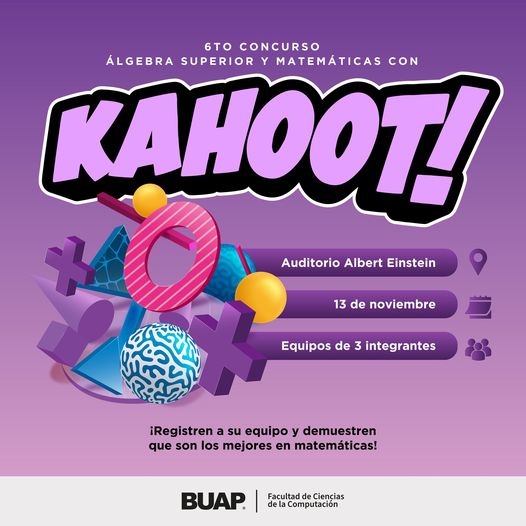 6TO CONCURSO
ÁLGEBRA SUPERIOR Y MATEMÁTICAS CON
KAHOOT!
Auditorio Albert Einstein
13 de noviembre
Equipos de 3 integrantes
¡Registren a su equipo y demuestren
que son los mejores en matemáticas!
BUAP®
Facultad de Ciencias
de la Computación